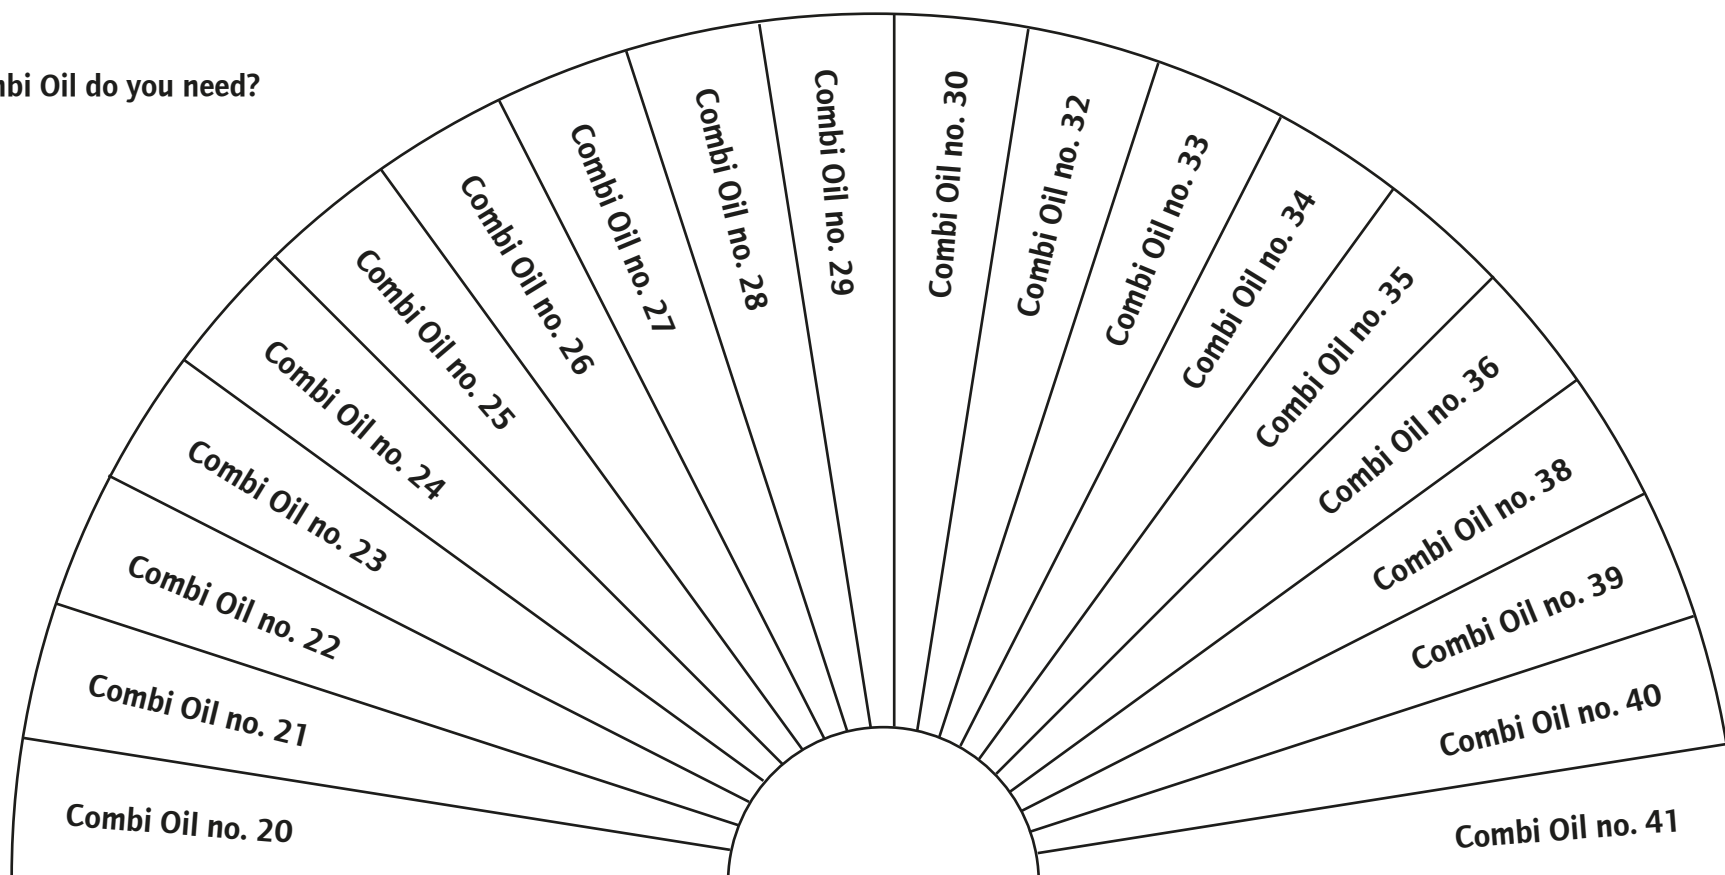 Oil do you need?
Combi Oil no. 20
Combi Oil no. 21
Combi Oil no. 22
Combi Oil no. 23
Combi Oil no. 24
Combi Oil no. 25
Combi Oil no. 26
Combi Oil no. 27
Combi Oil no. 28
Combi Oil no. 29
Combi Oil no. 30
Combi Oil no. 32
Combi Oil no. 33
Combi Oil no. 34
Combi Oil no. 35
Combi Oil no. 36
Combi Oil no. 38
Combi Oil no. 39
Combi Oil no. 40
Combi Oil no. 41